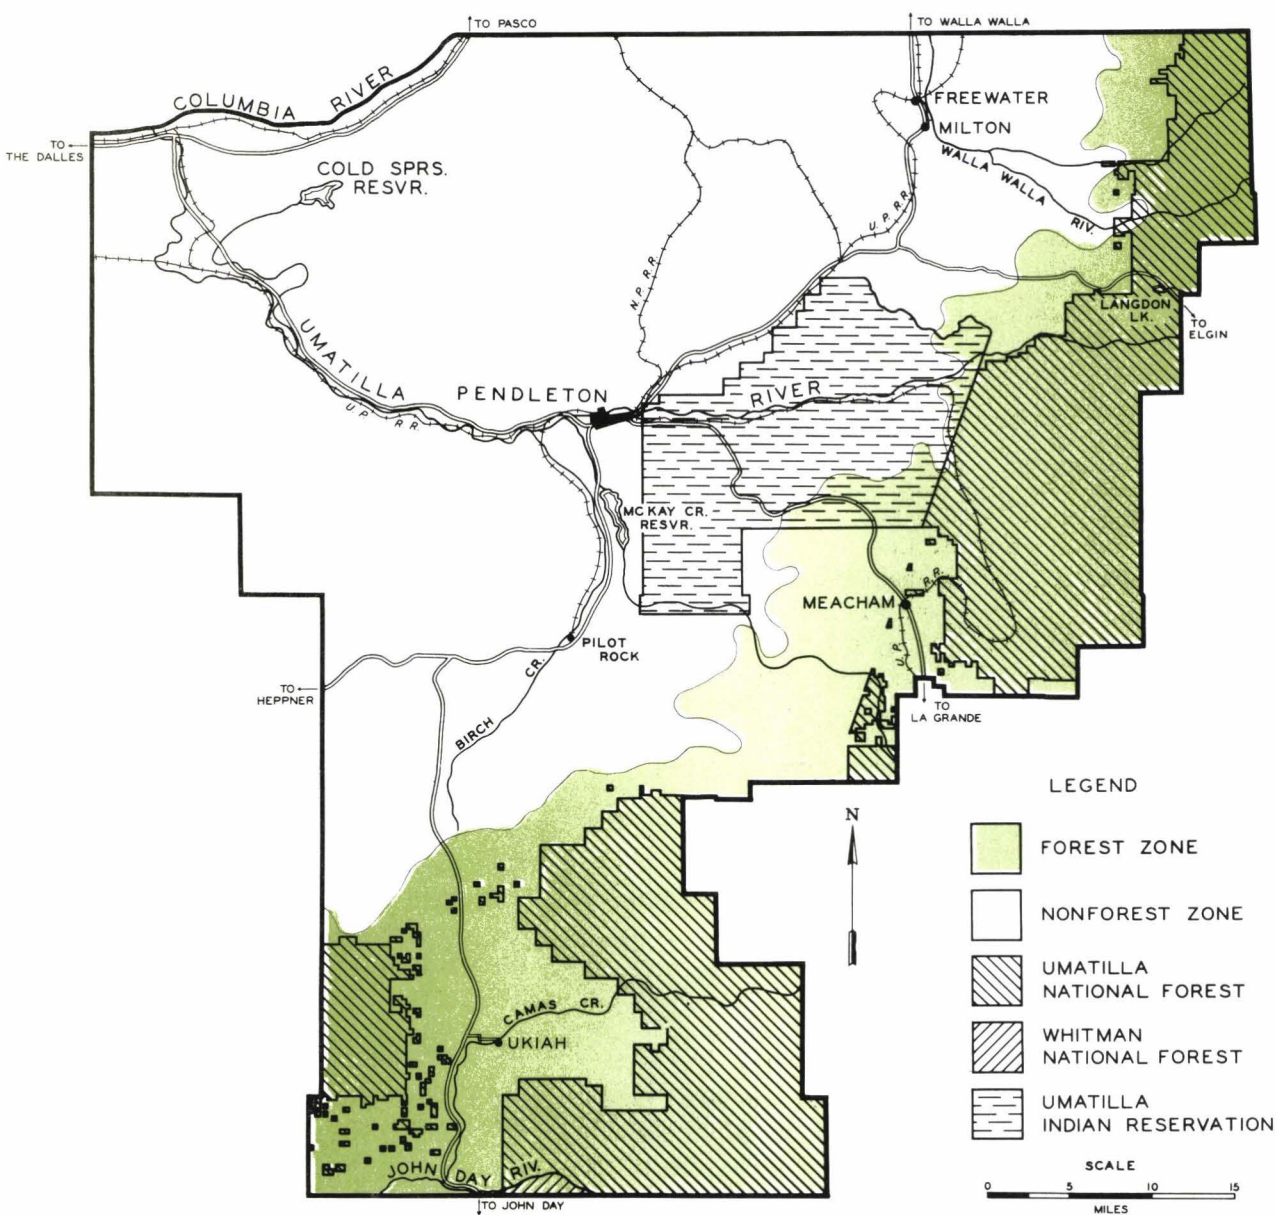 TO PASCO
TO WALLA WALLA
COLUMBIA RIVER
FREEWATER
MILTON
TO
THE DALLES
COLD SPRS.
RESVR.
WALLA WALLA
RIV.
U. P. R. R.
N. P. R. R.
LANGDON
LK.
TO
ELGIN
UMATILLA
PENDLETON
RIVER
U. P. R. R.
MC KAY CR.
RESVR.
MEACHAM
R. R.
U. P.
PILOT
ROCK
CR.
BIRCH
TO
HEPPNER
TO
LA GRANDE
LEGEND
N
FOREST ZONE
NONFOREST ZONE
UMATILLA
NATIONAL FOREST
WHITMAN
NATIONAL FOREST
UMATILLA
INDIAN RESERVATION
CAMAS CR.
UKIAH
JOHN DAY RIV.
TO JOHN DAY
SCALE
0 5 10 15
MILES